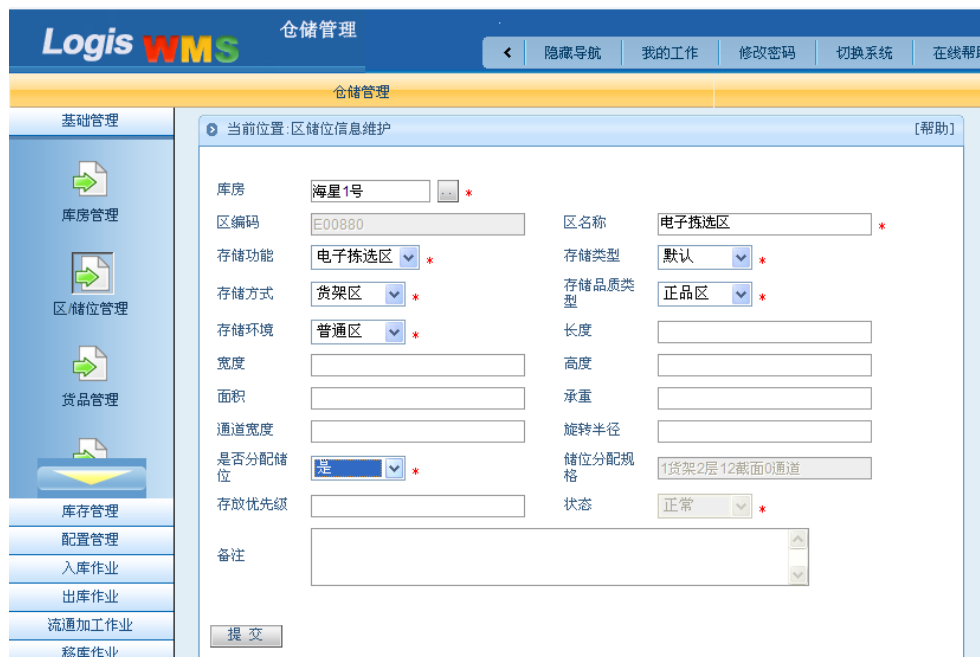 Logis WMS
仓储管理
隐藏导航 我的工作 修改密码 切换系统 在线帮
仓储管理
基础管理
库房管理
区/储位管理
货品管理
库存管理
配置管理
入库作业
出库作业
流通加工作业
移库作业
当前位置:区储位信息维护 [帮助]
库房 海星1号 .. *
区编码 E00880 区名称 电子拣选区 *
存储功能 电子拣选区 * 存储类型 默认 *
存储方式 货架区 * 存储品质类型 正品区 *
存储环境 普通区 * 长度
宽度 高度
面积 承重
通道宽度 旋转半径
是否分配储位 是 * 储位分配规格 1货架2层12截面0通道
存放优先级 状态 正常 *
备注
提 交